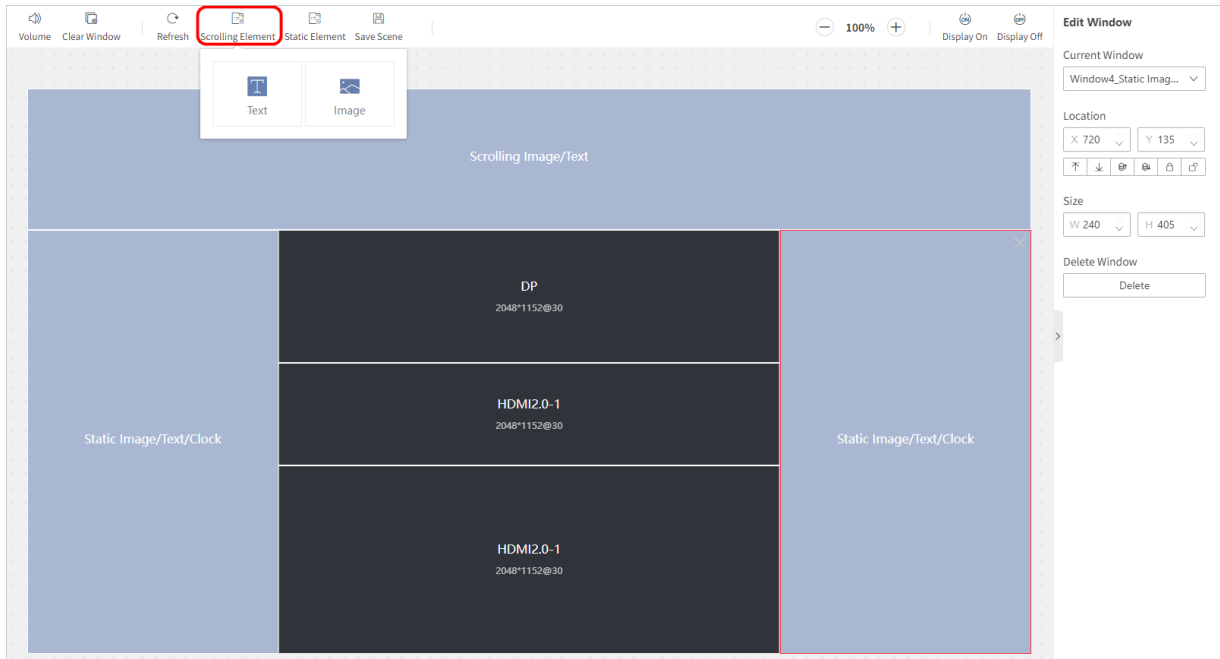 Volume Clear Window Refresh Scrolling Element Static Element Save Scene 100% ON Display On OFF Display Off
Edit Window
Current Window
Window4_Static Imag...
Text Image
Location
X 720 Y 135
Scrolling Image/Text
Size
W 240 H 405
Delete Window
Delete
DP
2048*1152@30
HDMI2.0-1
2048*1152@30
Static Image/Text/Clock
Static Image/Text/Clock
HDMI2.0-1
2048*1152@30